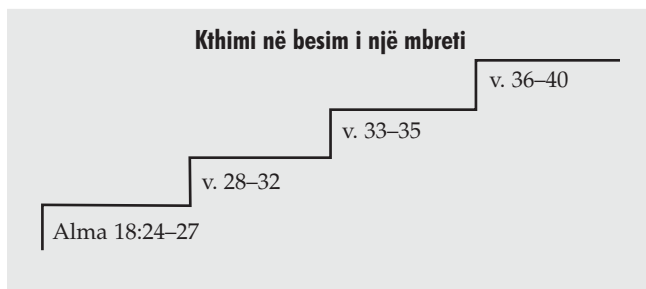 Kthimi në besim i një mbreti
v. 36–40
v. 33–35
v. 28–32
Alma 18:24–27